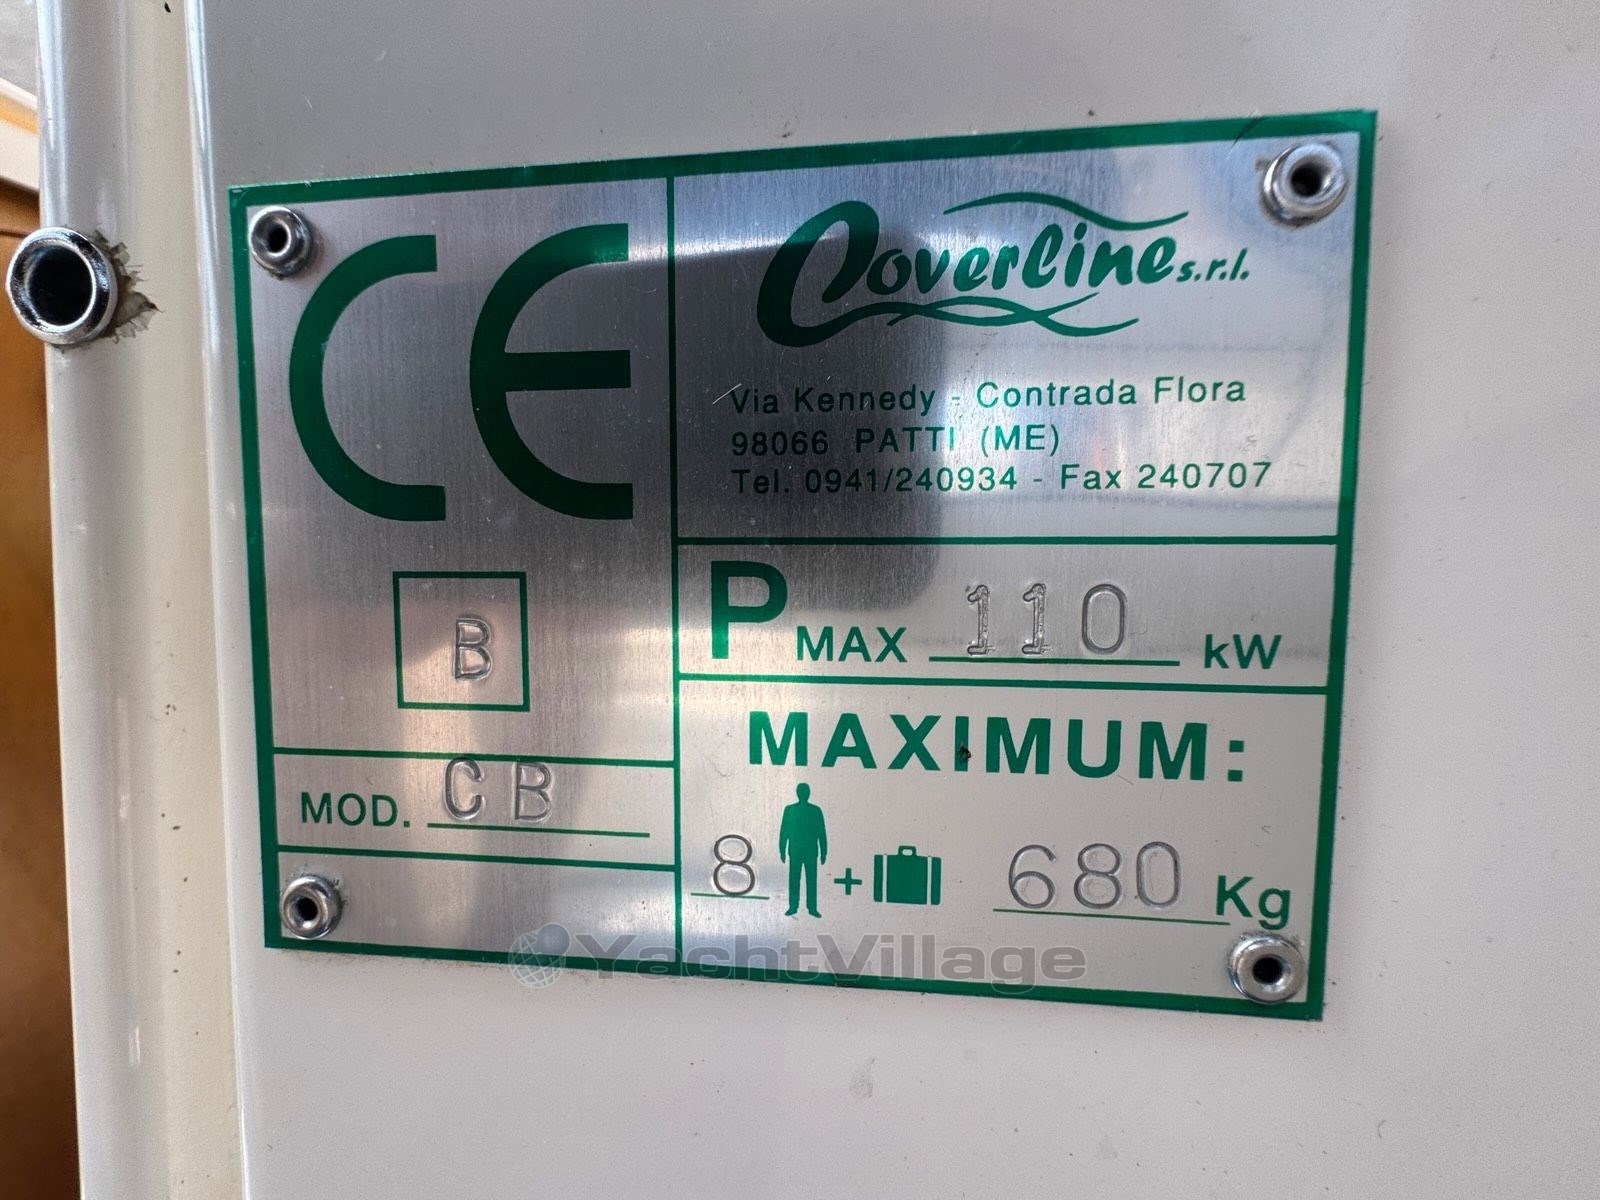 CE
B
MOD. CB
Coverline s.r.l.
Via Kennedy - Contrada Flora
98066 PATTI (ME)
Tel. 0941/240934 - Fax 240707
P MAX 110 kW
MAXIMUM:
8 + 680 Kg
YachtVillage